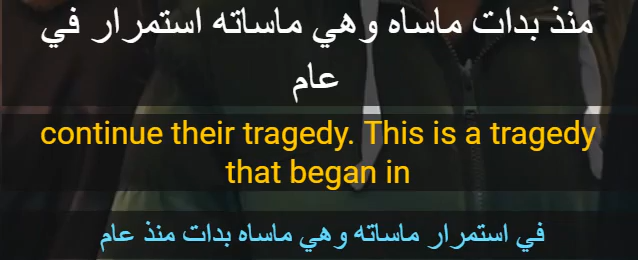 منذ بدات ماساه وهي ماساته استمرار في
عام
continue their tragedy. This is a tragedy
that began in
في استمرار ماساته وهي ماساه بدات منذ عام